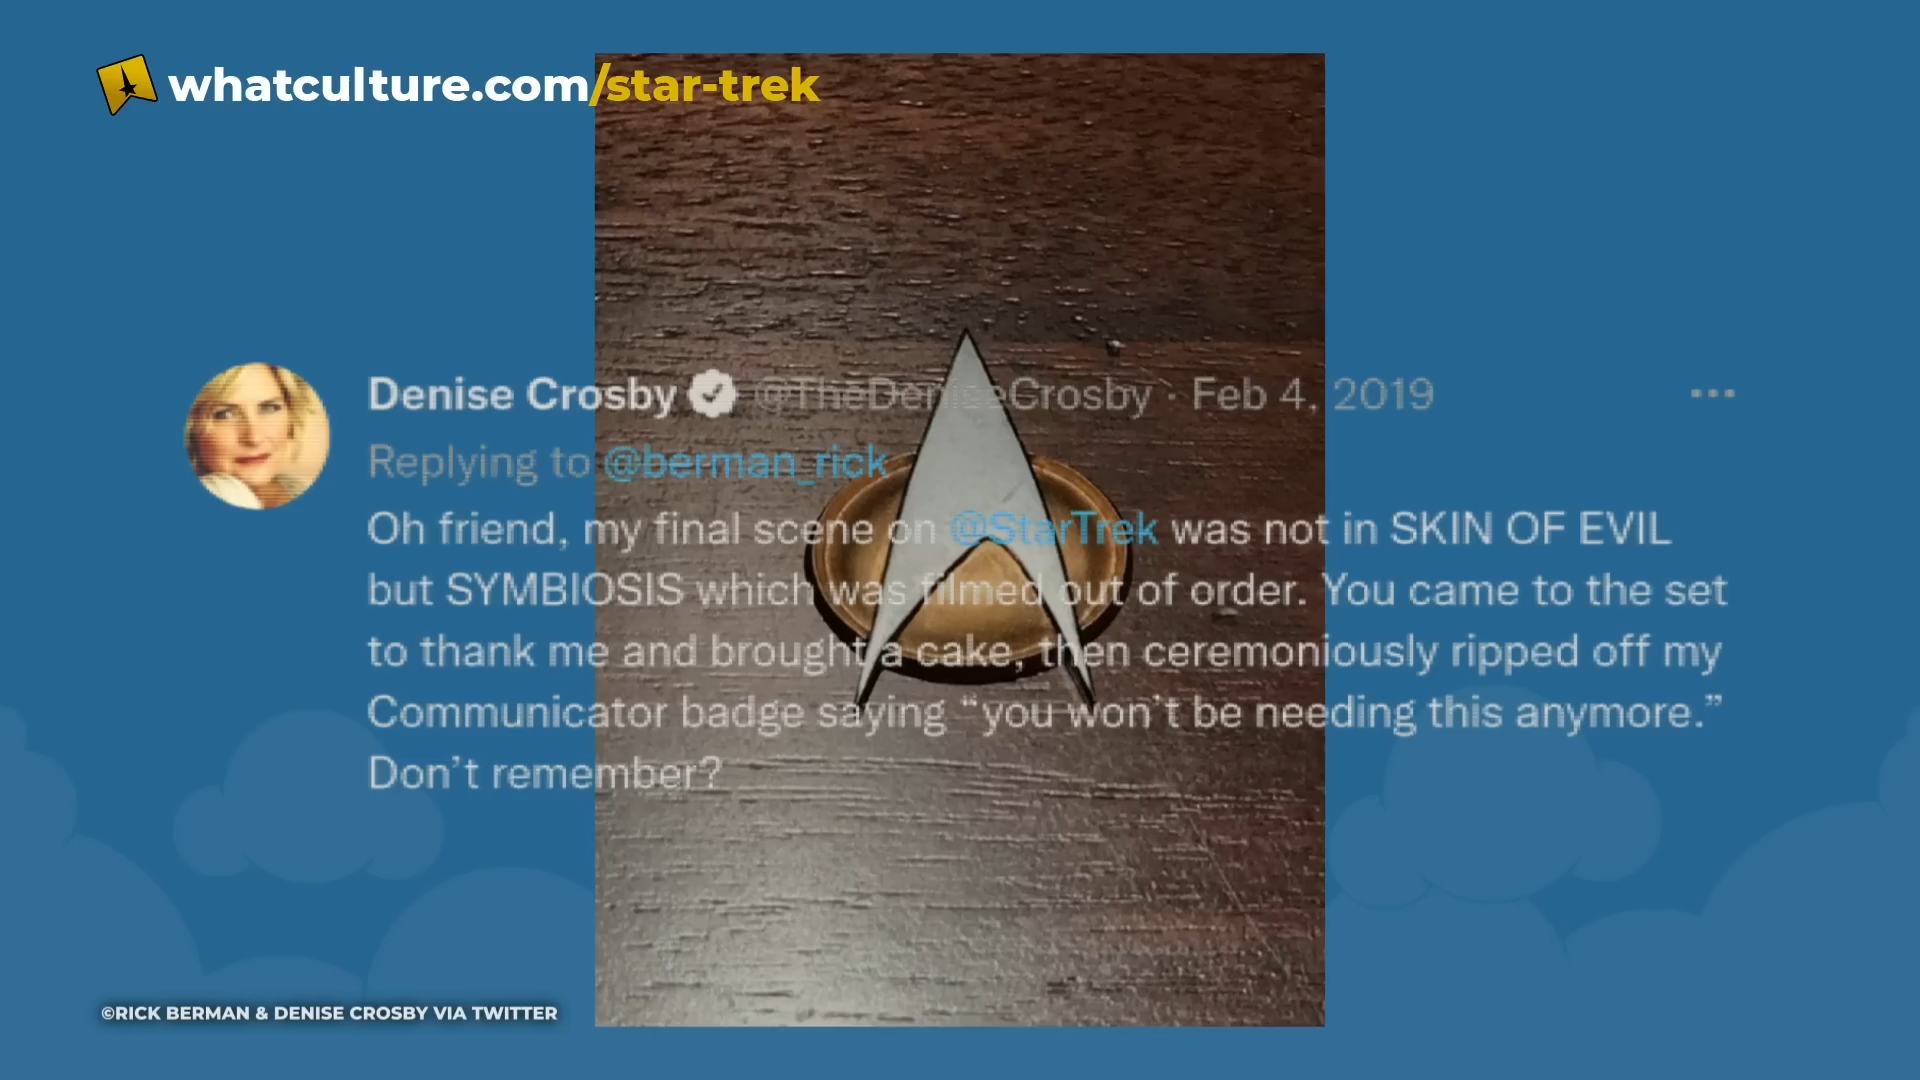 whatculture.com/star-trek
Denise Crosby @TheDeniseCrosby · Feb 4, 2019
Replying to @berman_rick
Oh friend, my final scene on @StarTrek was not in SKIN OF EVIL
but SYMBIOSIS which was filmed out of order. You came to the set
to thank me and brought a cake, then ceremoniously ripped off my
Communicator badge saying “you won’t be needing this anymore.”
Don’t remember?
©RICK BERMAN & DENISE CROSBY VIA TWITTER